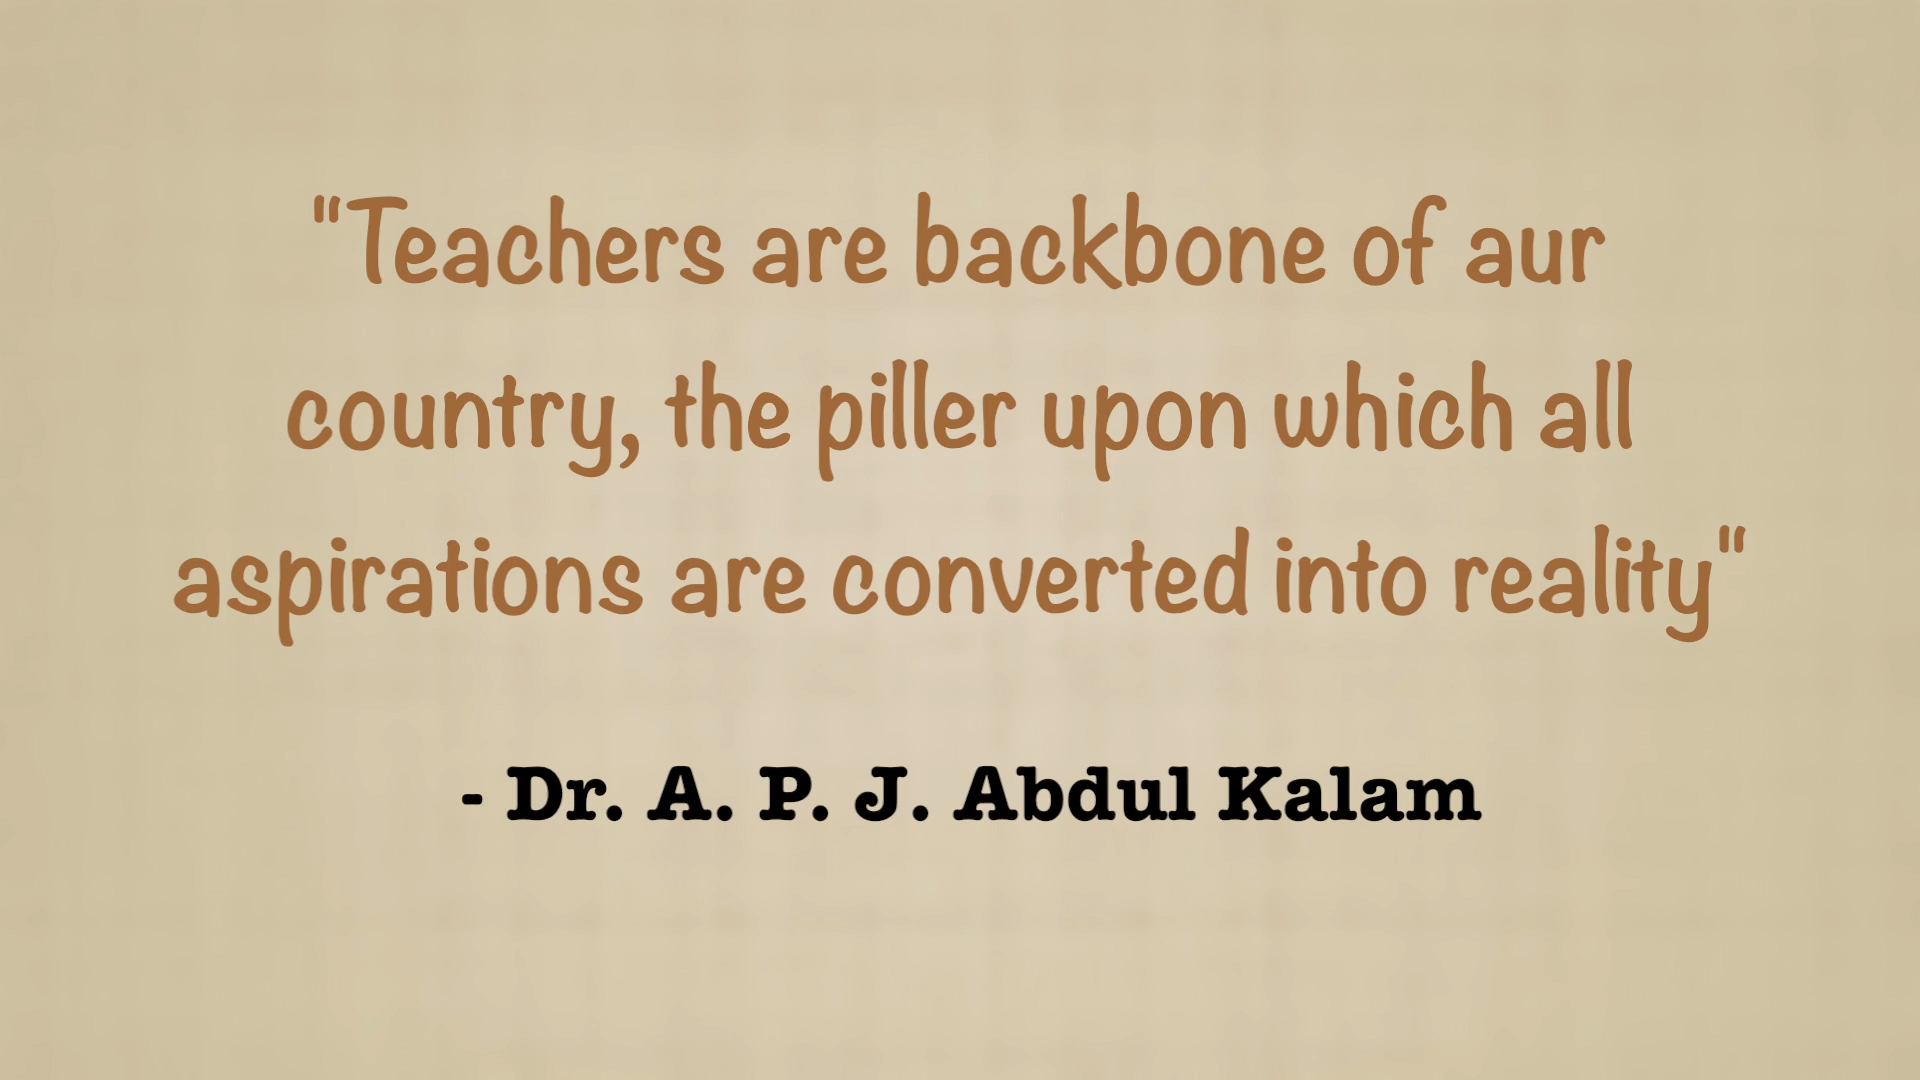 "Teachers are backbone of aur
country, the piller upon which all
aspirations are converted into reality"
- Dr. A. P. J. Abdul Kalam